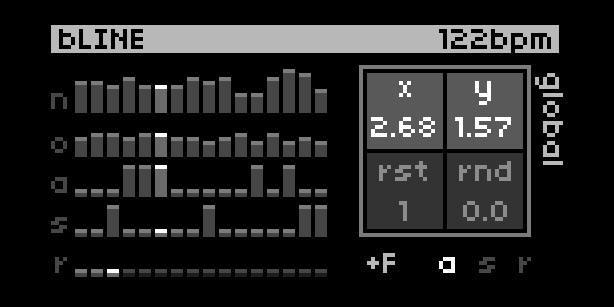 bLINE 122bpm
n
o
a
s
r
x y
2.68 1.57
rst rnd
1 0.0
global
+F a s r